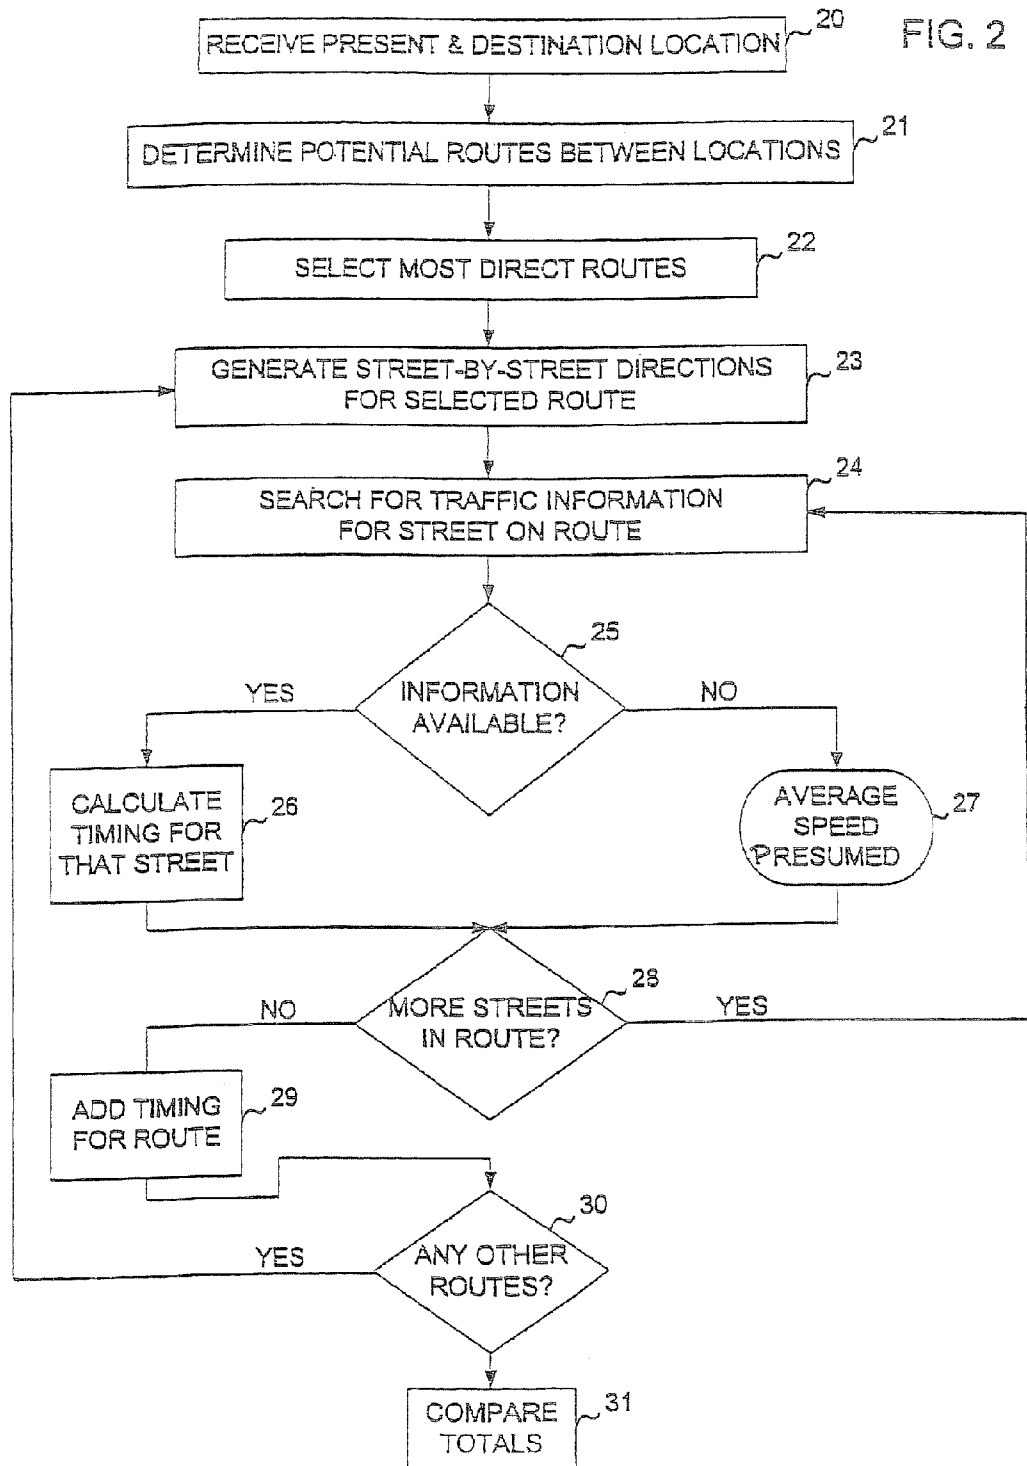 FIG. 2
20
RECEIVE PRESENT & DESTINATION LOCATION
21
DETERMINE POTENTIAL ROUTES BETWEEN LOCATIONS
22
SELECT MOST DIRECT ROUTES
23
GENERATE STREET-BY-STREET DIRECTIONS
FOR SELECTED ROUTE
24
SEARCH FOR TRAFFIC INFORMATION
FOR STREET ON ROUTE
25
YES
INFORMATION
AVAILABLE?
NO
CALCULATE
TIMING FOR
THAT STREET
26
AVERAGE
SPEED
PRESUMED
27
28
NO
MORE STREETS
IN ROUTE?
YES
ADD TIMING
FOR ROUTE
29
30
YES
ANY OTHER
ROUTES?
COMPARE
TOTALS
31